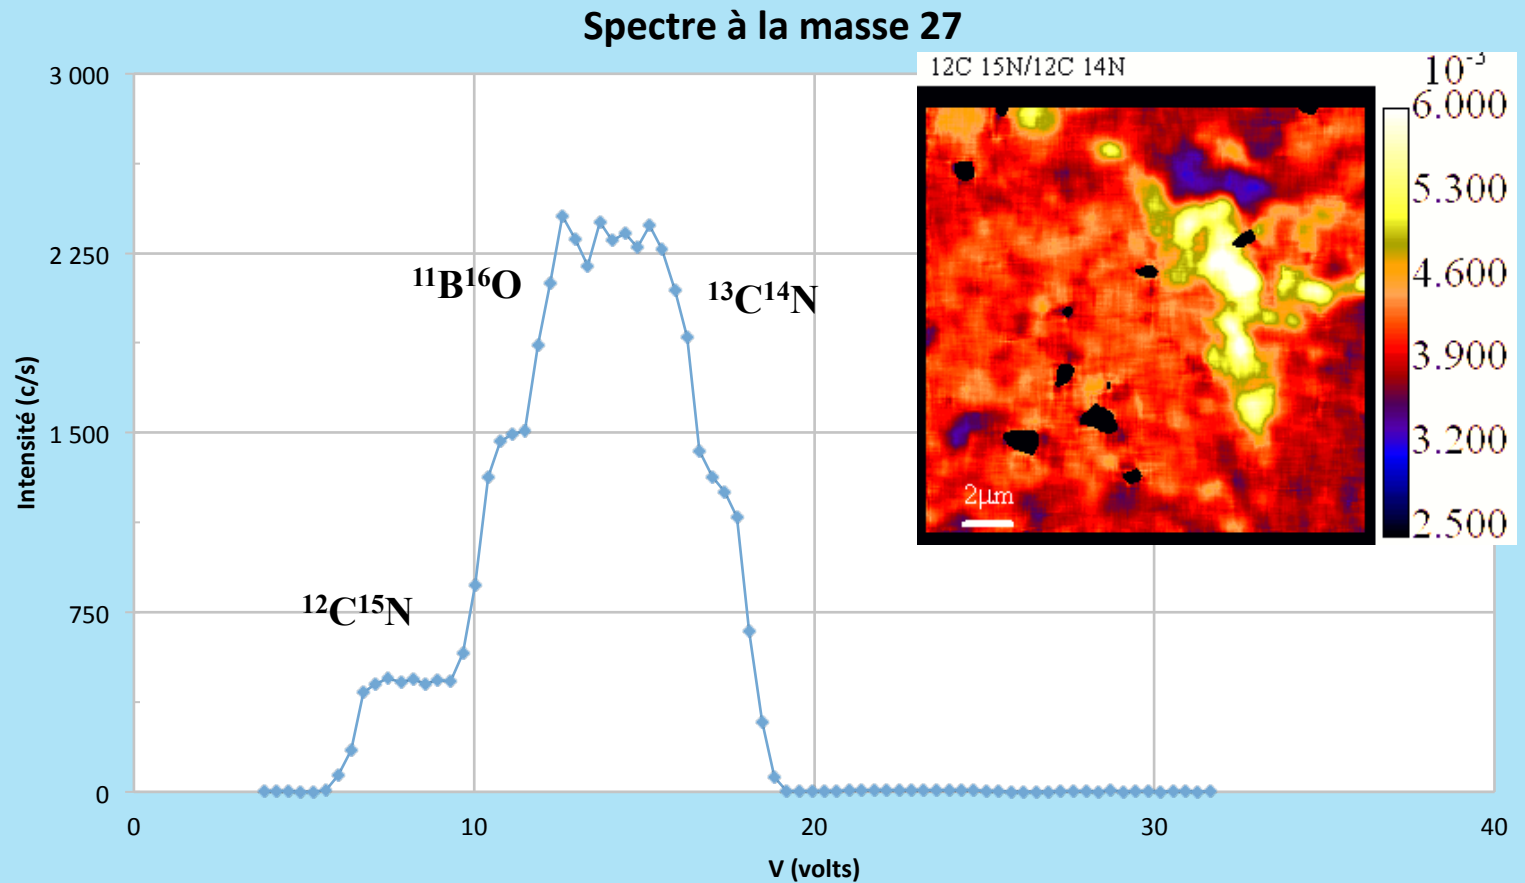 Spectre à la masse 27
12C 15N/12C 14N
10⁻³
6.000
5.300
4.600
3.900
3.200
2.500
2µm
3 000
2 250
1 500
750
0
Intensité (c/s)
¹¹B¹⁶O
¹³C¹⁴N
¹²C¹⁵N
0 10 20 30 40
V (volts)